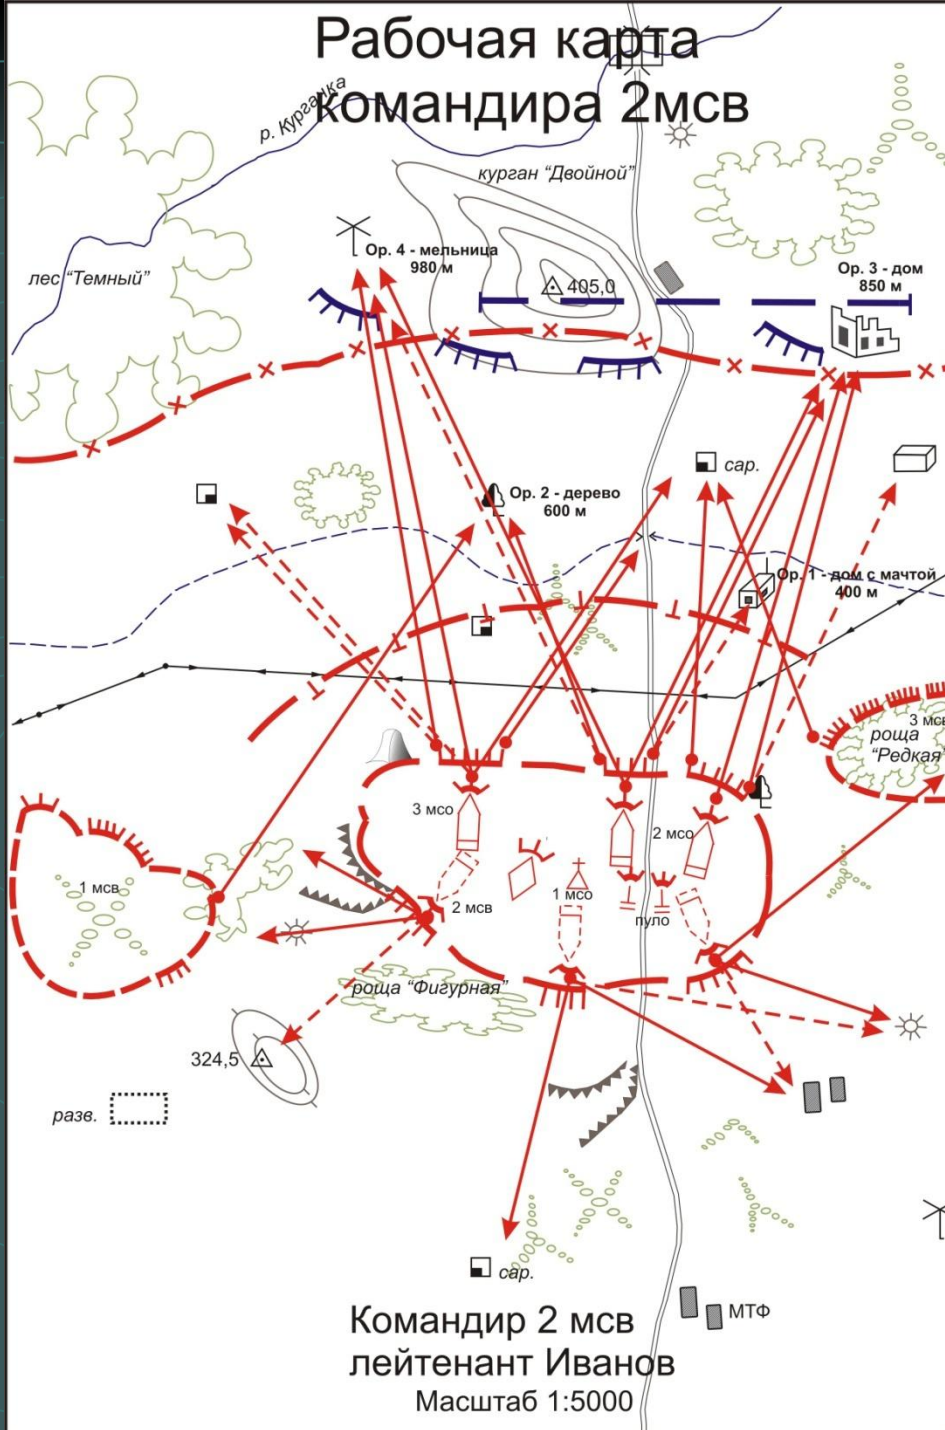 Рабочая карта
командира 2мсв
р. Курганка
курган “Двойной”
лес “Темный”
Ор. 4 - мельница
980 м
405,0
Ор. 3 - дом
850 м
сар.
Ор. 2 - дерево
600 м
Ор. 1 - дом с мачтой
400 м
3 мсв
роща
“Редкая”
3 мсо
2 мсо
1 мсв
1 мсо
2 мсв
пуло
роща “Фигурная”
324,5
разв.
сар.
МТФ
Командир 2 мсв
лейтенант Иванов
Масштаб 1:5000